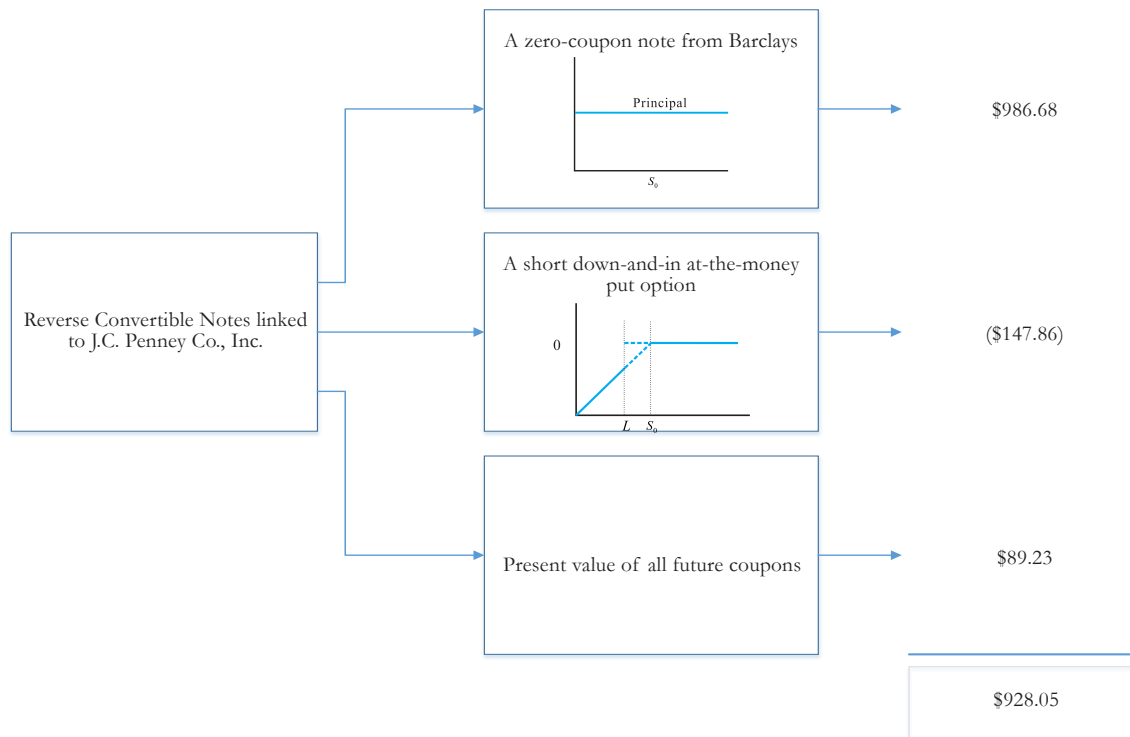 A zero-coupon note from Barclays
Principal
S₀
$986.68
Reverse Convertible Notes linked
to J.C. Penney Co., Inc.
A short down-and-in at-the-money
put option
0
L S₀
($147.86)
Present value of all future coupons
$89.23
$928.05